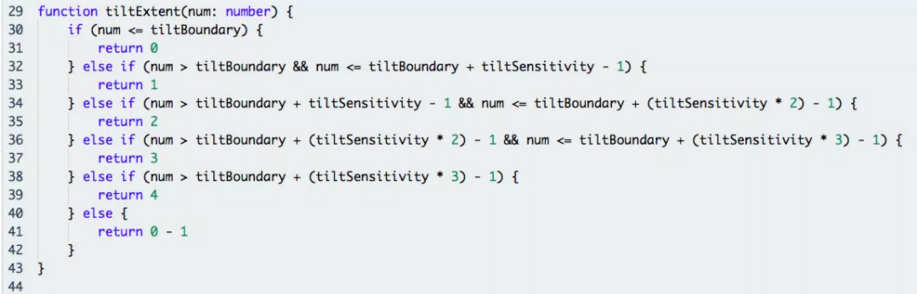 29 function tiltExtent(num: number) {
30     if (num <= tiltBoundary) {
31         return 0
32     } else if (num > tiltBoundary && num <= tiltBoundary + tiltSensitivity - 1) {
33         return 1
34     } else if (num > tiltBoundary + tiltSensitivity - 1 && num <= tiltBoundary + (tiltSensitivity * 2) - 1) {
35         return 2
36     } else if (num > tiltBoundary + (tiltSensitivity * 2) - 1 && num <= tiltBoundary + (tiltSensitivity * 3) - 1) {
37         return 3
38     } else if (num > tiltBoundary + (tiltSensitivity * 3) - 1) {
39         return 4
40     } else {
41         return 0 - 1
42     }
43 }
44